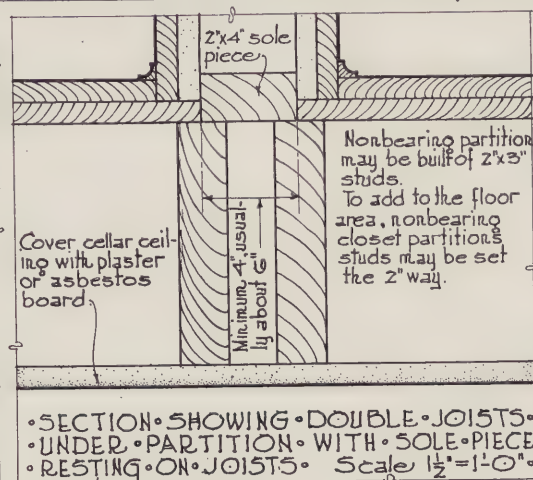 2"x4" sole
piece
Nonbearing partition
may be built of 2"x3"
studs.
To add to the floor
area, nonbearing
closet partitions
studs may be set
the 2" way.
Cover cellar ceil-
ing with plaster
or asbestos
board
Minimum 4", usual-
ly about 6"
•SECTION•SHOWING•DOUBLE•JOISTS•
•UNDER•PARTITION•WITH•SOLE•PIECE
•RESTING•ON•JOISTS• Scale 1½"=1'-0"•